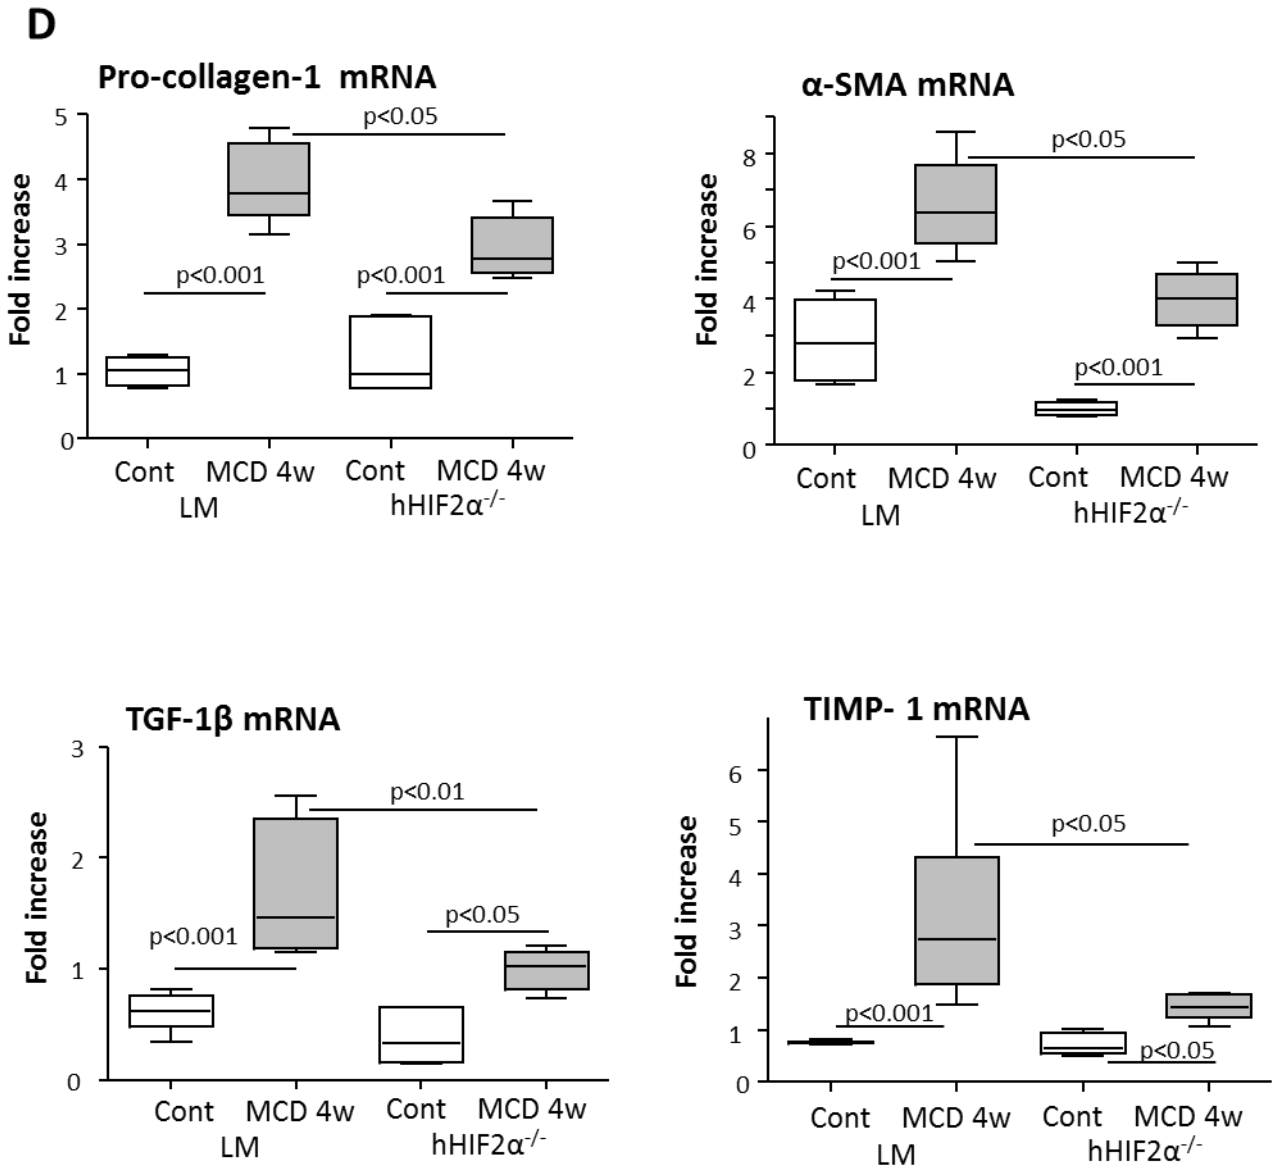 D
Pro-collagen-1 mRNA
Fold increase
5
4
3
2
1
0
p<0.05
p<0.001
p<0.001
Cont MCD 4w Cont MCD 4w
LM hHIF2α-/-
α-SMA mRNA
Fold increase
8
6
4
2
0
p<0.05
p<0.001
p<0.001
Cont MCD 4w Cont MCD 4w
LM hHIF2α-/-
TGF-1β mRNA
Fold increase
3
2
1
0
p<0.01
p<0.001
p<0.05
Cont MCD 4w Cont MCD 4w
LM hHIF2α-/-
TIMP- 1 mRNA
Fold increase
6
5
4
3
2
1
0
p<0.05
p<0.001
p<0.05
Cont MCD 4w Cont MCD 4w
LM hHIF2α-/-